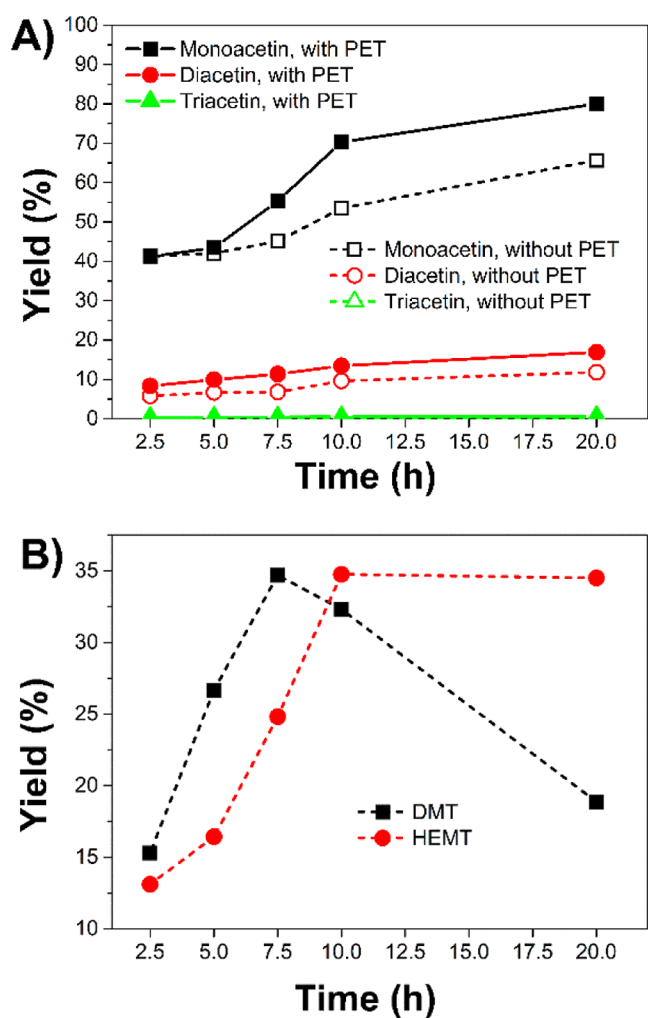 A)
Monoacetin, with PET
Diacetin, with PET
Triacetin, with PET
100
90
80
70
60
50
40
30
20
10
0
Yield (%)
Monoacetin, without PET
Diacetin, without PET
Triacetin, without PET
2.5 5.0 7.5 10.0 12.5 15.0 17.5 20.0
Time (h)
B)
35
30
25
20
15
10
Yield (%)
DMT
HEMT
2.5 5.0 7.5 10.0 12.5 15.0 17.5 20.0
Time (h)